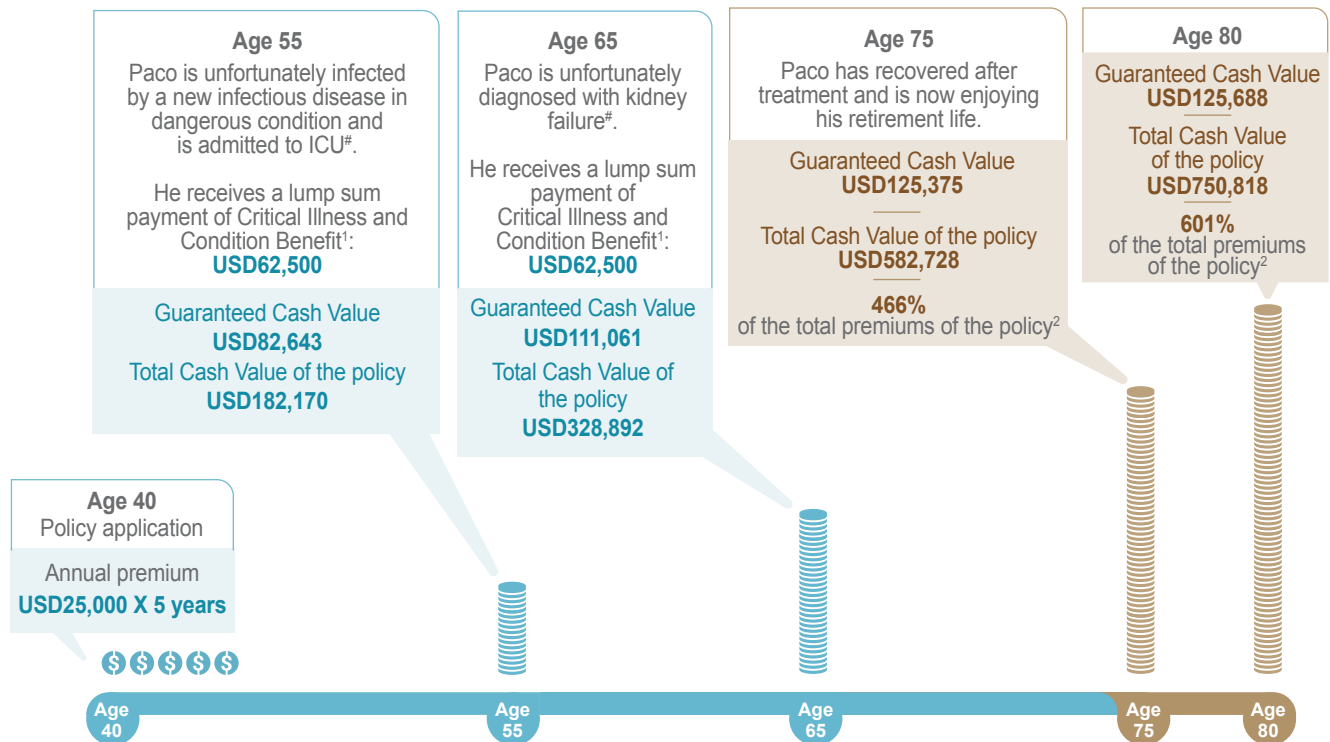 Age 55
Paco is unfortunately infected
by a new infectious disease in
dangerous condition and
is admitted to ICU#.
He receives a lump sum
payment of Critical Illness and
Condition Benefit1:
USD62,500
Guaranteed Cash Value
USD82,643
Total Cash Value of the policy
USD182,170
Age 65
Paco is unfortunately
diagnosed with kidney
failure#.
He receives a lump sum
payment of
Critical Illness and
Condition Benefit1:
USD62,500
Guaranteed Cash Value
USD111,061
Total Cash Value of
the policy
USD328,892
Age 75
Paco has recovered after
treatment and is now enjoying
his retirement life.
Guaranteed Cash Value
USD125,375
Total Cash Value of the policy
USD582,728
466%
of the total premiums of the policy2
Age 80
Guaranteed Cash Value
USD125,688
Total Cash Value
of the policy
USD750,818
601%
of the total premiums
of the policy2
Age 40
Policy application
Annual premium
USD25,000 X 5 years
$ $ $ $ $
Age
40
Age
55
Age
65
Age
75
Age
80